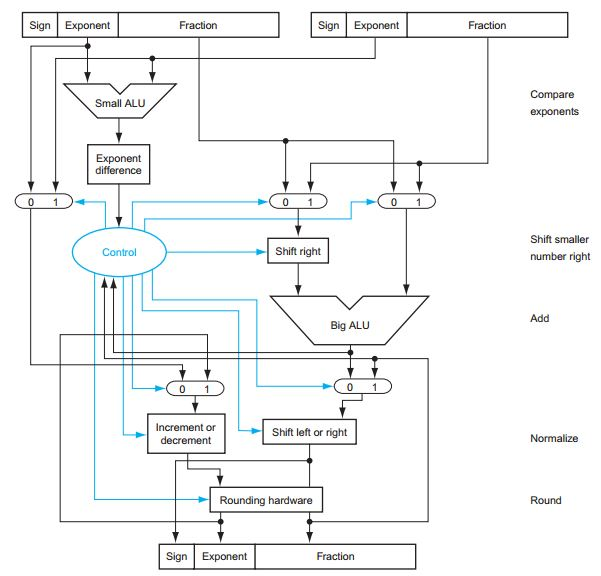 Sign Exponent Fraction
Sign Exponent Fraction
Small ALU
Compare
exponents
Exponent
difference
0 1
0 1
0 1
Control
Shift right
Shift smaller
number right
Big ALU
Add
0 1
0 1
Increment or
decrement
Shift left or right
Normalize
Rounding hardware
Round
Sign Exponent Fraction